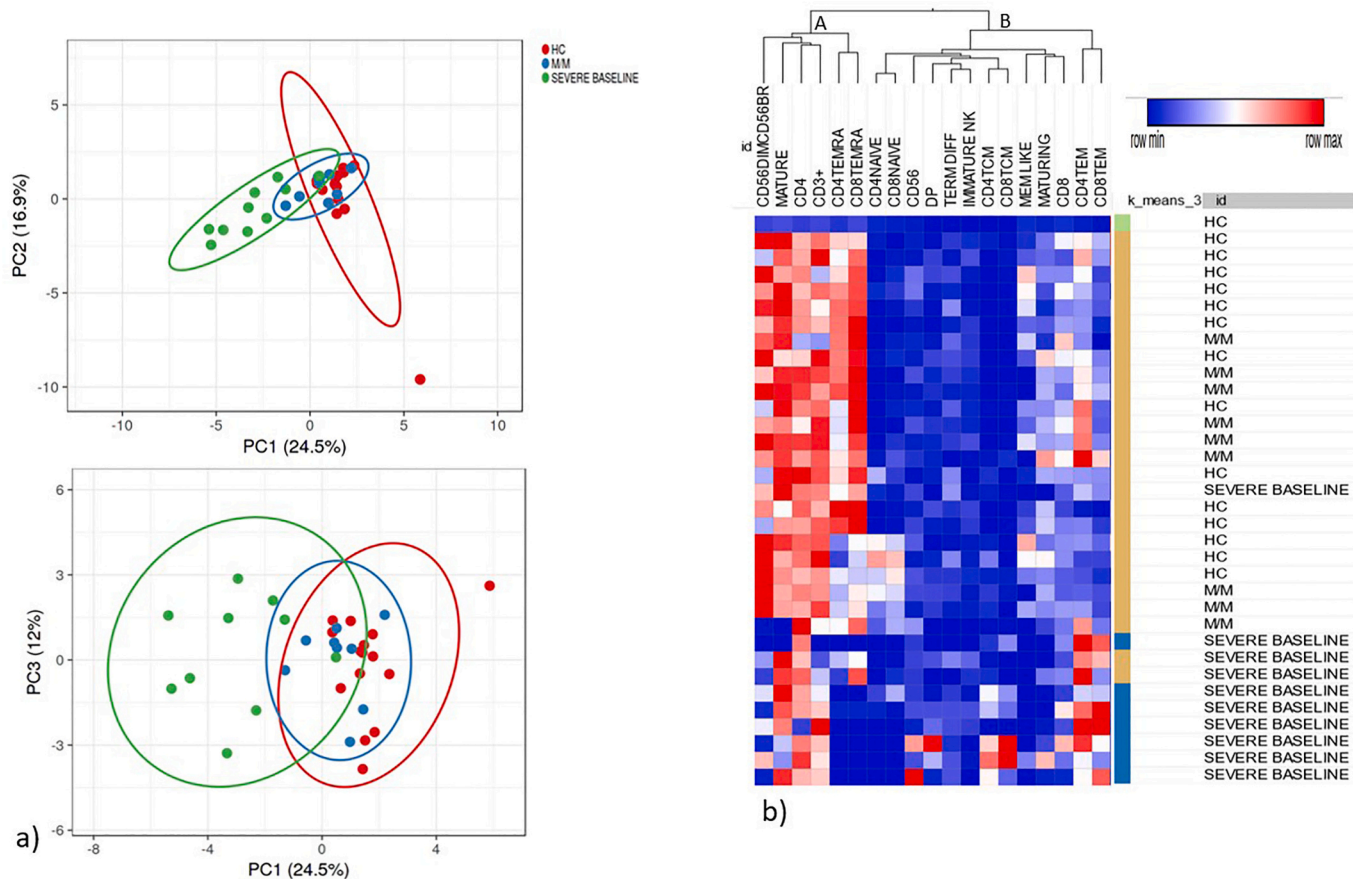 HC
M/M
SEVERE BASELINE
5
0
-5
-10
-10
-5
0
5
10
PC2 (16.9%)
PC1 (24.5%)
6
3
0
-3
-6
-8
-4
0
4
PC3 (12%)
PC1 (24.5%)
a)
A
B
id
CD56DIMCD56BR
MATURE
CD4
CD3+
CD4TEMRA
CD8TEMRA
CD4NAIVE
CD8NAIVE
CD56
DP
TERM DIFF
IMMATURE NK
CD4TCM
CD8TCM
MEM LIKE
MATURING
CD8
CD4TEM
CD8TEM
row min
row max
k_means_3
id
HC
HC
HC
HC
HC
HC
HC
M/M
HC
M/M
M/M
HC
M/M
M/M
M/M
HC
SEVERE BASELINE
HC
HC
HC
HC
HC
M/M
M/M
M/M
SEVERE BASELINE
SEVERE BASELINE
SEVERE BASELINE
SEVERE BASELINE
SEVERE BASELINE
SEVERE BASELINE
SEVERE BASELINE
SEVERE BASELINE
SEVERE BASELINE
b)